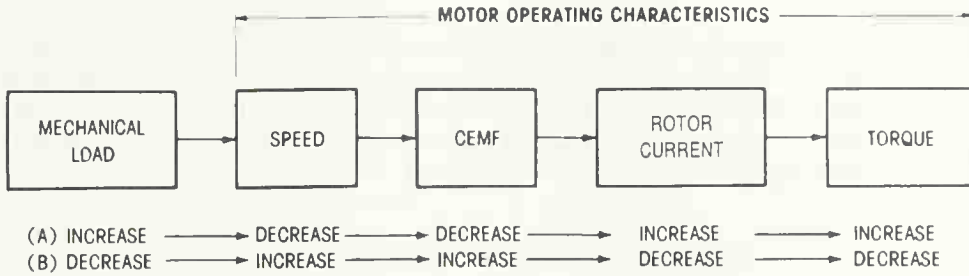 MOTOR OPERATING CHARACTERISTICS
MECHANICAL LOAD
SPEED
CEMF
ROTOR CURRENT
TORQUE
(A) INCREASE DECREASE DECREASE INCREASE INCREASE
(B) DECREASE INCREASE INCREASE DECREASE DECREASE